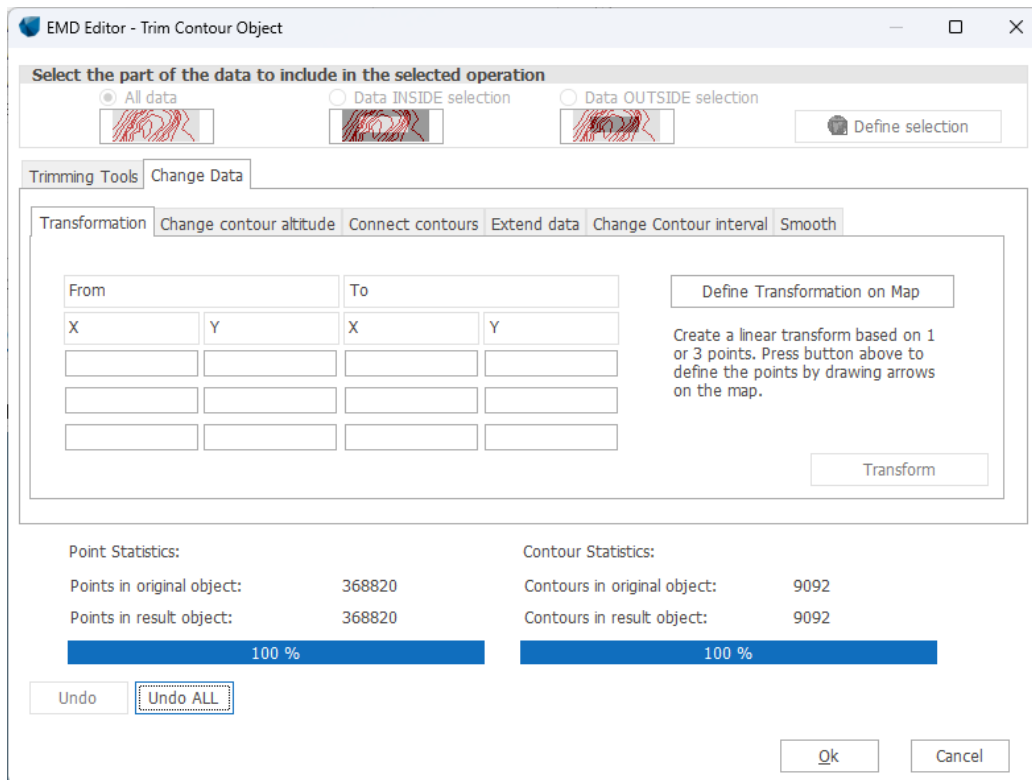 EMD Editor - Trim Contour Object
Select the part of the data to include in the selected operation
All data
Data INSIDE selection
Data OUTSIDE selection
Define selection
Trimming Tools
Change Data
Transformation
Change contour altitude
Connect contours
Extend data
Change Contour interval
Smooth
From
To
X
Y
X
Y
Define Transformation on Map
Create a linear transform based on 1
or 3 points. Press button above to
define the points by drawing arrows
on the map.
Transform
Point Statistics:
Points in original object: 368820
Points in result object: 368820
100 %
Contour Statistics:
Contours in original object: 9092
Contours in result object: 9092
100 %
Undo
Undo ALL
Ok
Cancel